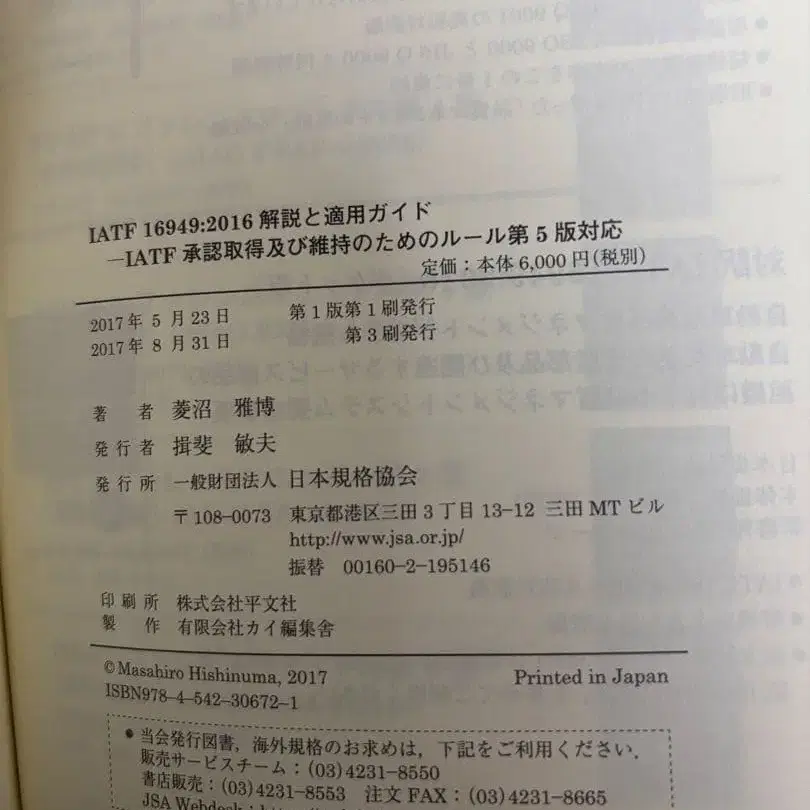 IATF 16949:2016 解説と適用ガイド
—IATF 承認取得及び維持のためのルール第 5 版対応
定価：本体 6,000 円(税別)
2017 年 5 月 23 日 第 1 版第 1 刷発行
2017 年 8 月 31 日 第 3 刷発行
著 者 菱沼 雅博
発行者 揖斐 敏夫
発行所 一般財団法人 日本規格協会
〒108-0073 東京都港区三田 3 丁目 13-12 三田 MT ビル
http://www.jsa.or.jp/
振替 00160-2-195146
印刷所 株式会社平文社
製 作 有限会社カイ編集舎
© Masahiro Hishinuma, 2017 Printed in Japan
ISBN978-4-542-30672-1
● 当会発行図書，海外規格のお求めは，下記をご利用ください．
販売サービスチーム：(03)4231-8550
書店販売：(03)4231-8553 注文 FAX：(03)4231-8665
JSA Webdesk：